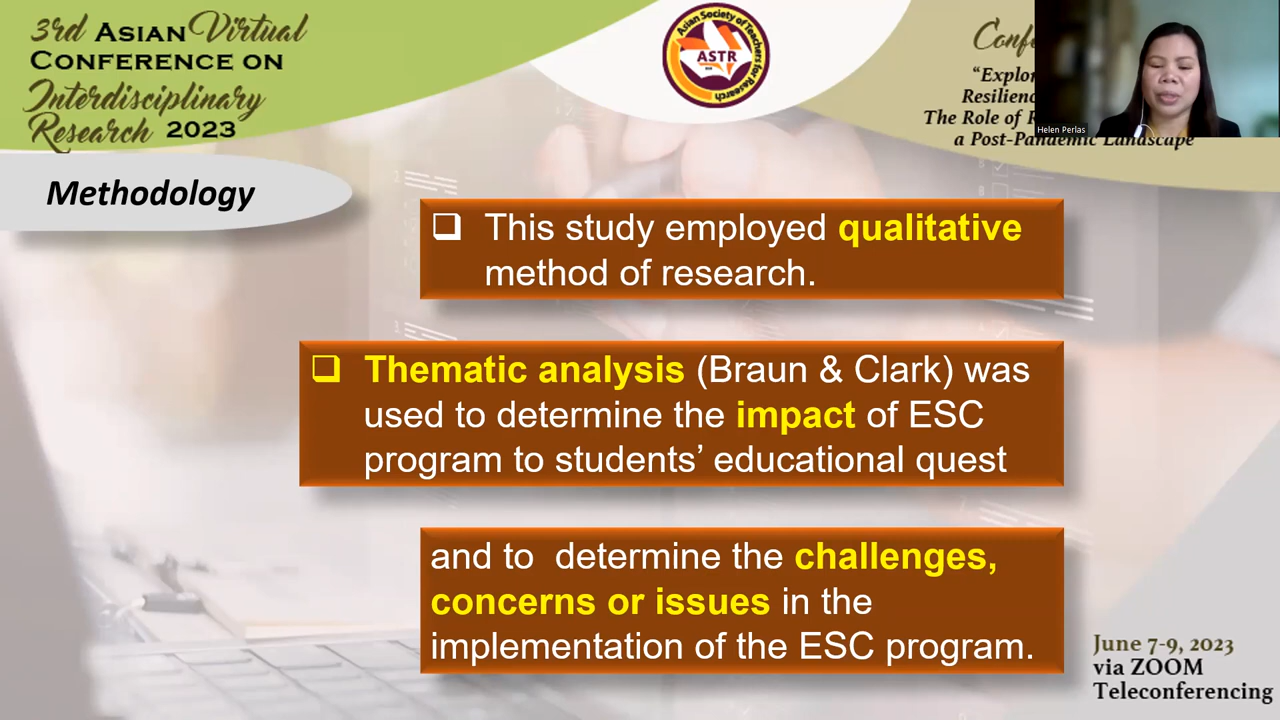 3rd ASIAN Virtual
CONFERENCE ON
Interdisciplinary
Research 2023
Asian Society of Teachers for Research
ASTR
Confe
"Explor
Resilienc
The Role of R
a Post-Pandemic Landscape
Helen Perlas
Methodology
❑ This study employed qualitative
method of research.
❑ Thematic analysis (Braun & Clark) was
used to determine the impact of ESC
program to students' educational quest
and to determine the challenges,
concerns or issues in the
implementation of the ESC program.
June 7-9, 2023
via ZOOM
Teleconferencing